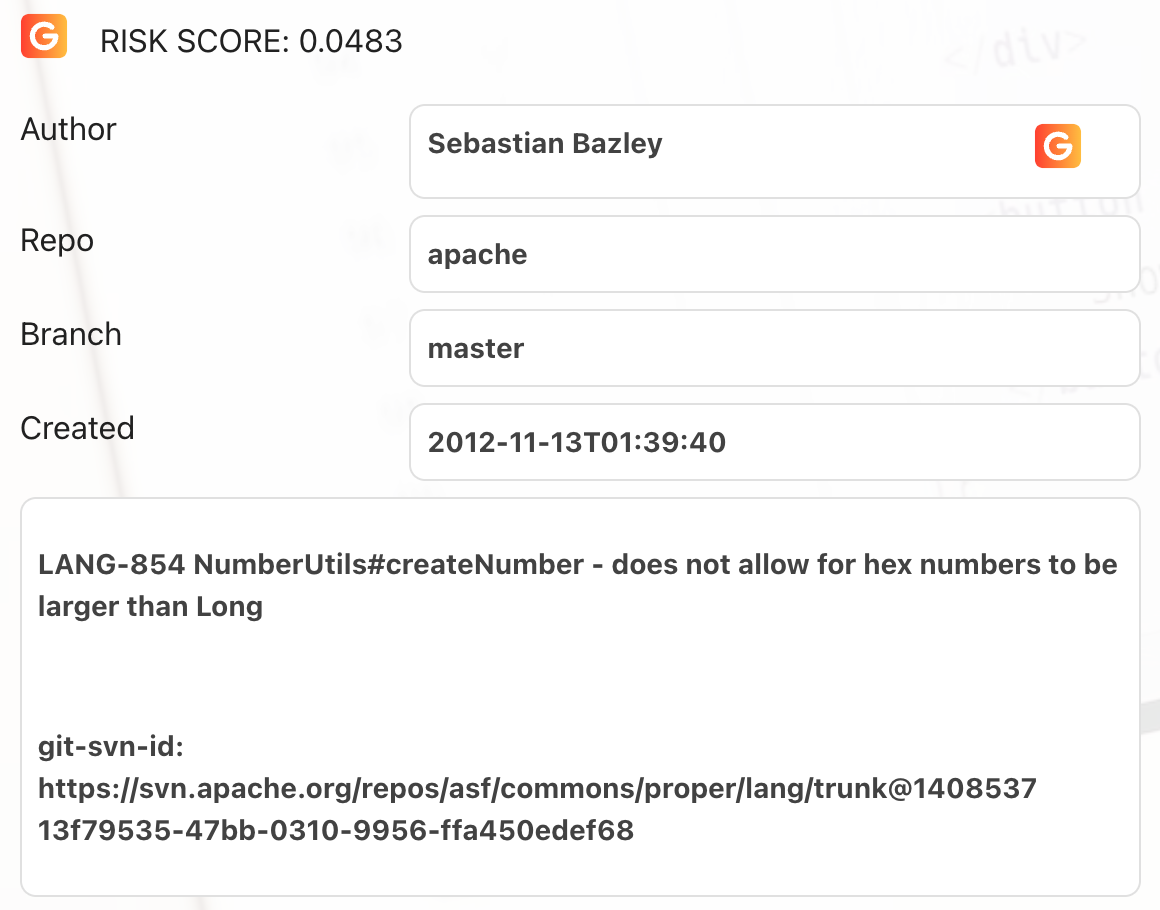 G RISK SCORE: 0.0483
Author
Sebastian Bazley G
Repo
apache
Branch
master
Created
2012-11-13T01:39:40
LANG-854 NumberUtils#createNumber - does not allow for hex numbers to be
larger than Long
git-svn-id:
https://svn.apache.org/repos/asf/commons/proper/lang/trunk@1408537
13f79535-47bb-0310-9956-ffa450edef68
</div>
button